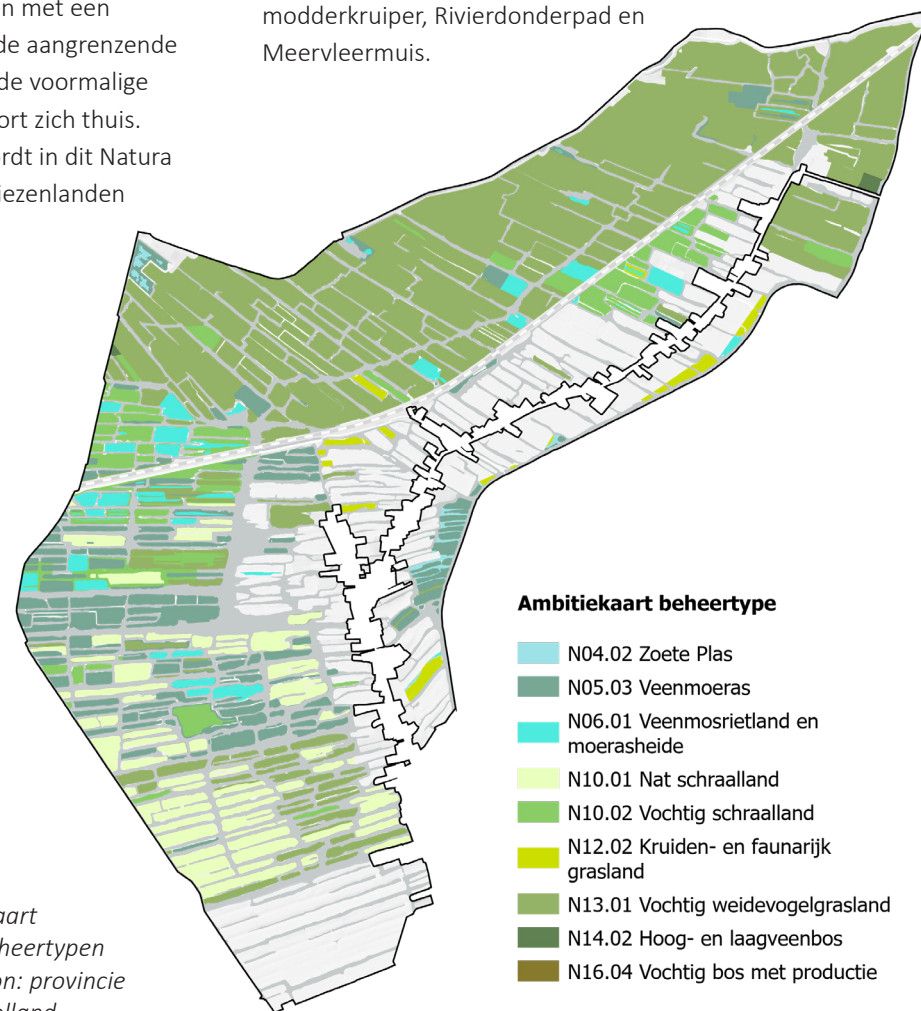 n met een
de aangrenzende
de voormalige
ort zich thuis.
rdt in dit Natura
iezenlanden
modderkruiper, Rivierdonderpad en
Meervleermuis.
Ambitiekaart beheertype
N04.02 Zoete Plas
N05.03 Veenmoeras
N06.01 Veenmosrietland en
moerasheide
N10.01 Nat schraalland
N10.02 Vochtig schraalland
N12.02 Kruiden- en faunarijk
grasland
N13.01 Vochtig weidevogelgrasland
N14.02 Hoog- en laagveenbos
N16.04 Vochtig bos met productie
aart
heertypen
on: provincie
olland